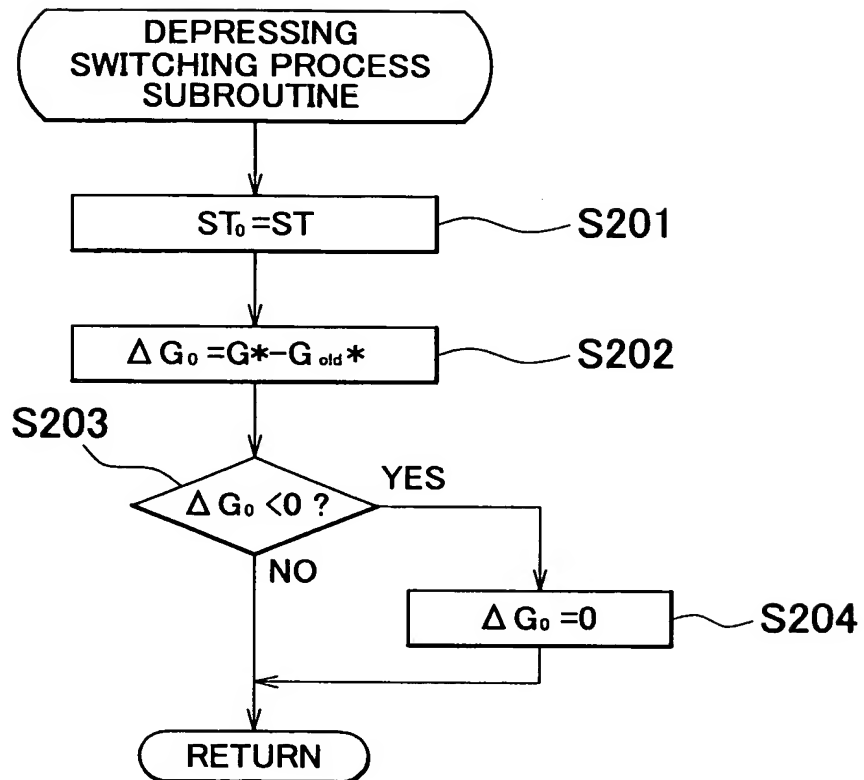 DEPRESSING
SWITCHING PROCESS
SUBROUTINE
ST₀=ST
S201
ΔG₀=G*-Gₒₗd*
S202
S203
ΔG₀<0?
YES
NO
ΔG₀=0
S204
RETURN